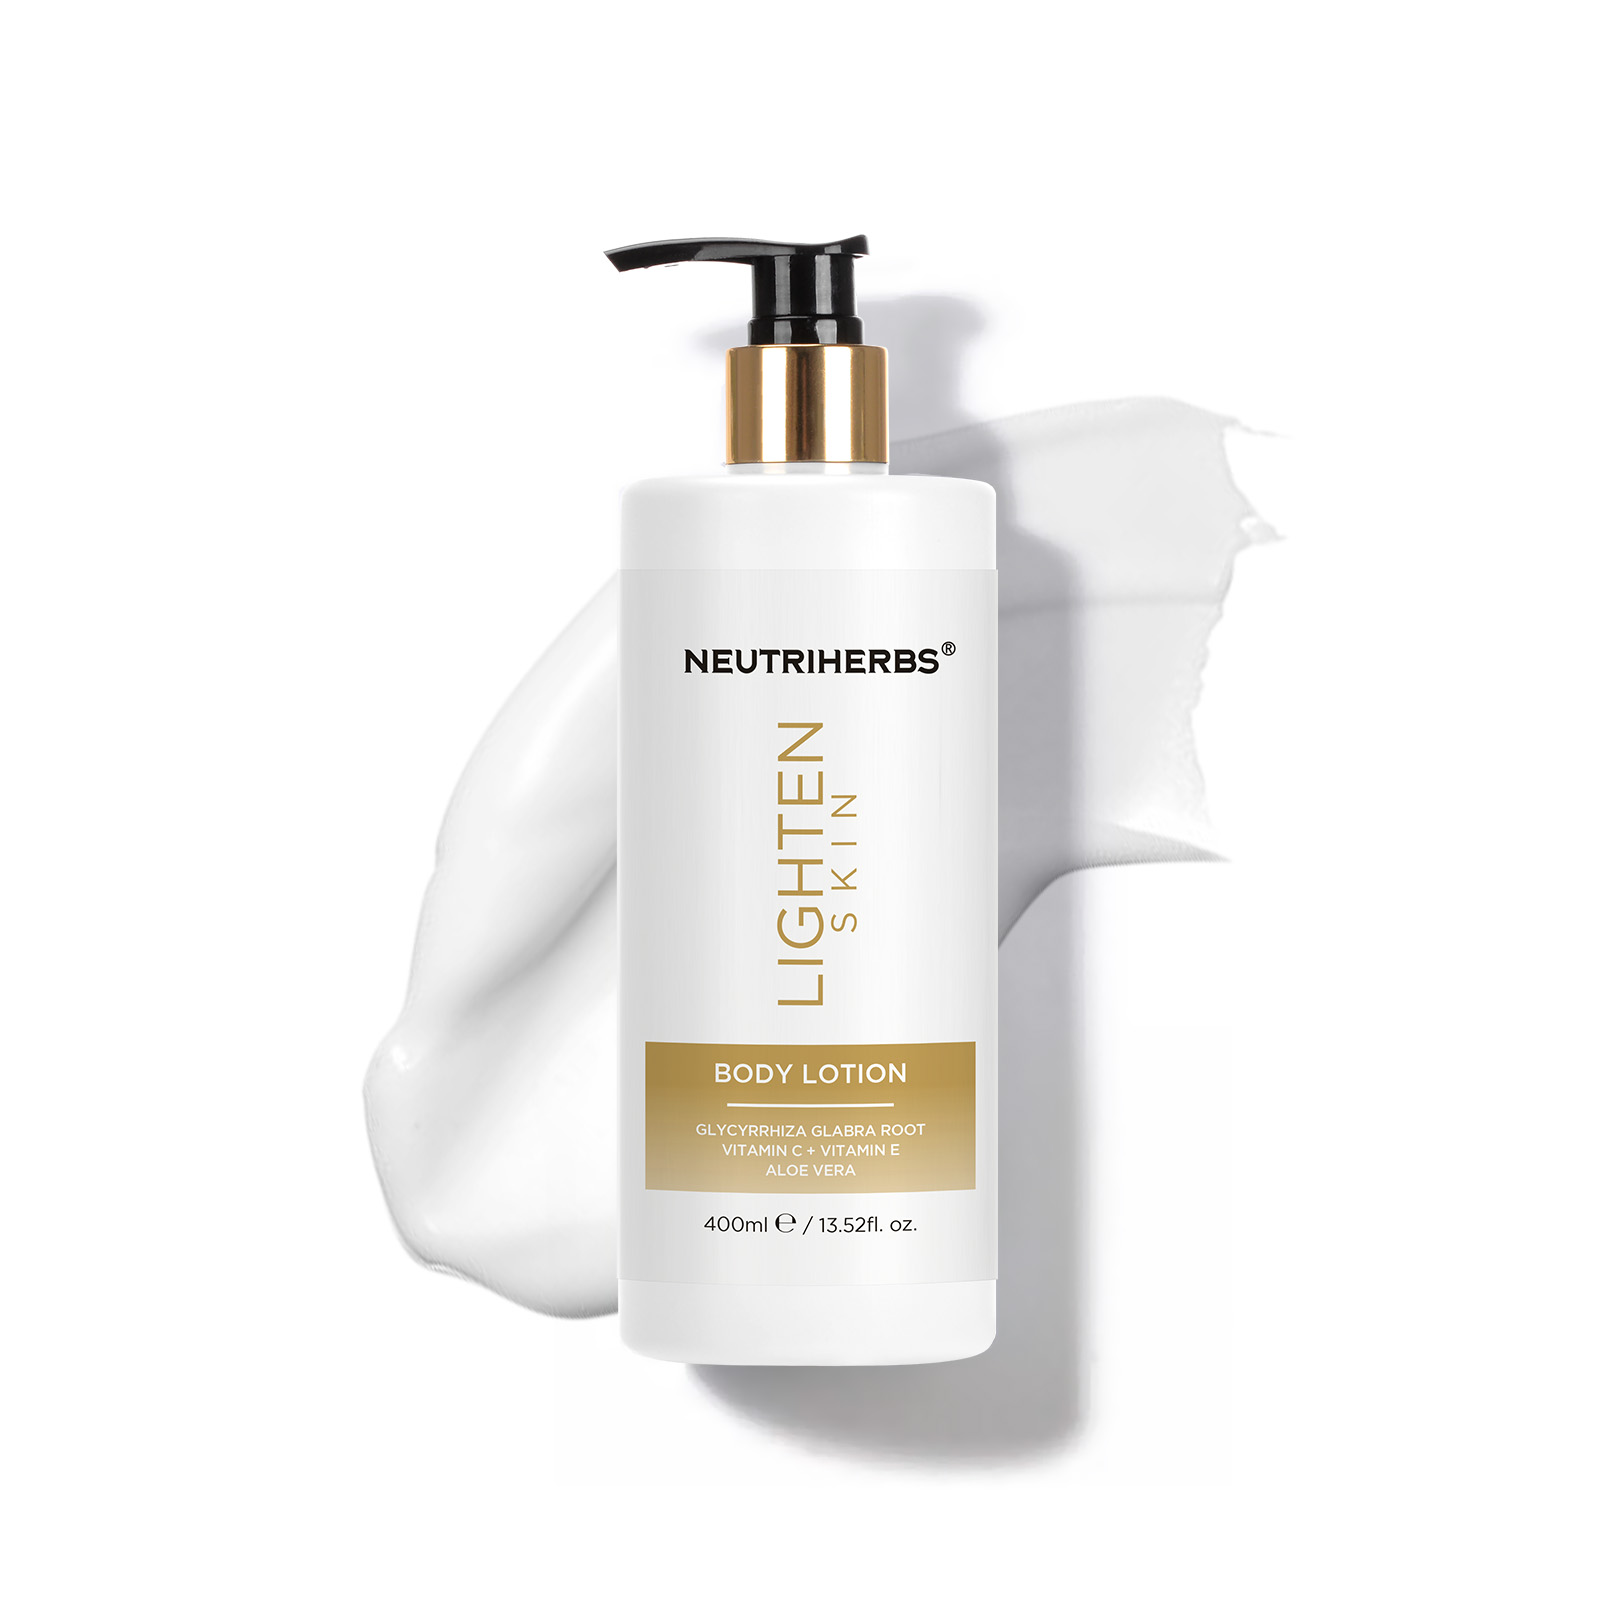 NEUTRIHERBS®
LIGHTEN
SKIN
BODY LOTION
GLYCYRRHIZA GLABRA ROOT
VITAMIN C + VITAMIN E
ALOE VERA
400ml ℮ / 13.52fl. oz.